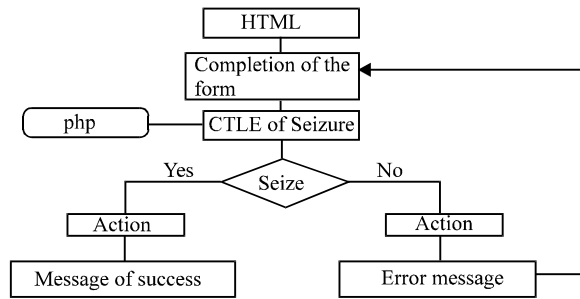 HTML
Completion of the
form
php
CTLE of Seizure
Yes
No
Seize
Action
Action
Message of success
Error message